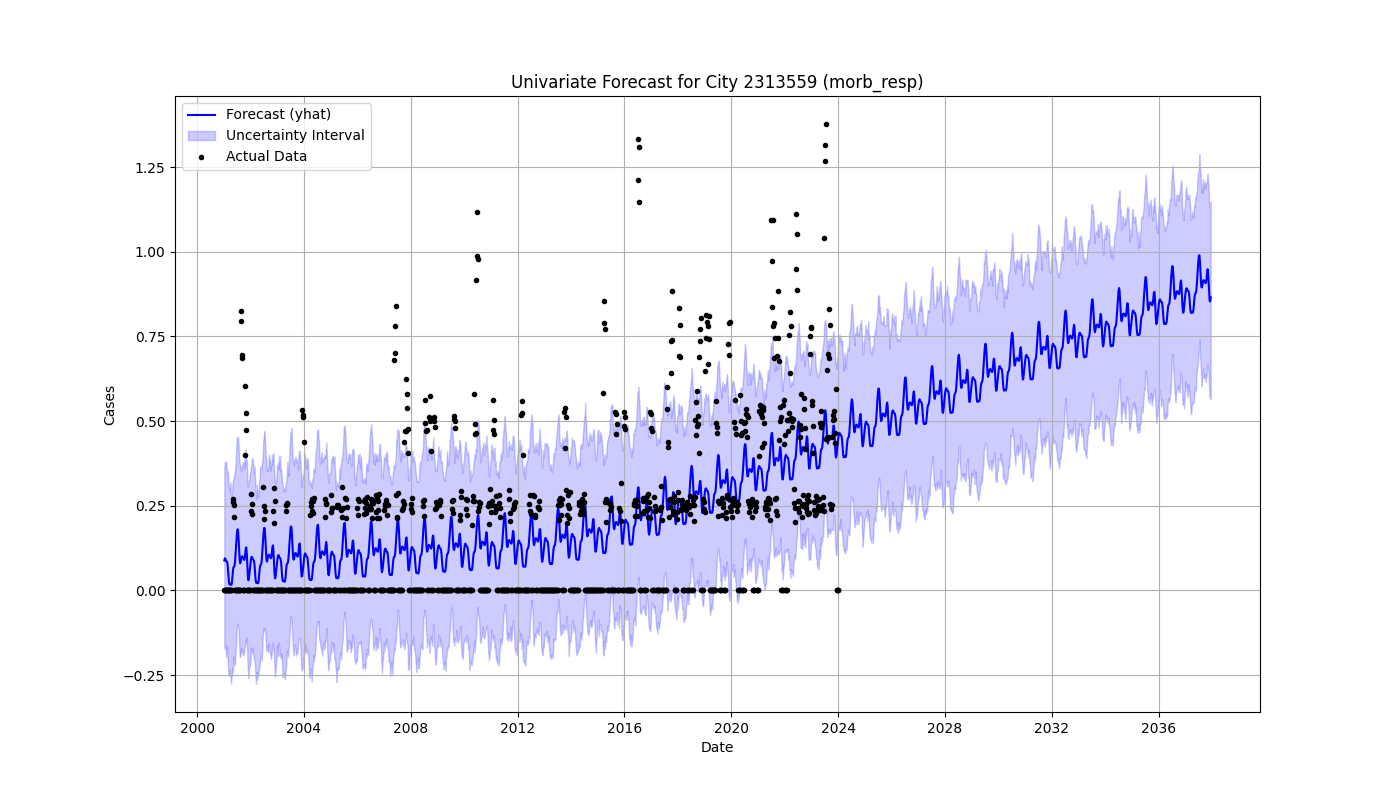 Univariate Forecast for City 2313559 (morb_resp)
Forecast (yhat)
Uncertainty Interval
Actual Data
1.25
1.00
0.75
0.50
0.25
0.00
−0.25
Cases
2000 2004 2008 2012 2016 2020 2024 2028 2032 2036
Date